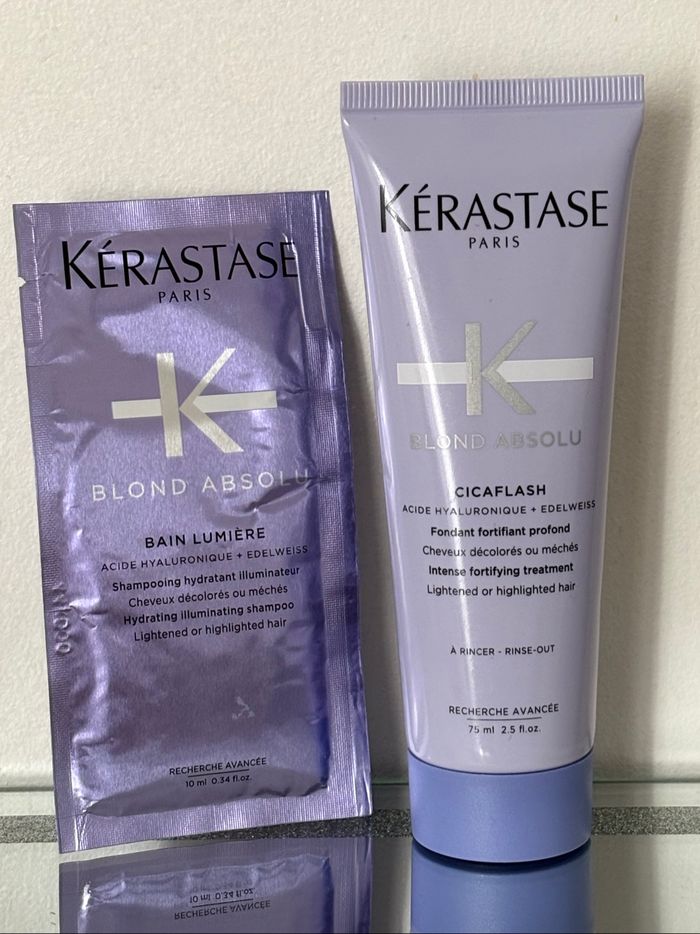 KÉRASTASE
PARIS
K
BLOND ABSOLU
BAIN LUMIÈRE
ACIDE HYALURONIQUE + EDELWEISS
Shampooing hydratant illuminateur
Cheveux décolorés ou méchés
Hydrating illuminating shampoo
Lightened or highlighted hair
RECHERCHE AVANCÉE
10 ml 0.34 fl.oz.
KÉRASTASE
PARIS
K
BLOND ABSOLU
CICAFLASH
ACIDE HYALURONIQUE + EDELWEISS
Fondant fortifiant profond
Cheveux décolorés ou méchés
Intense fortifying treatment
Lightened or highlighted hair
À RINCER - RINSE-OUT
RECHERCHE AVANCÉE
75 ml 2.5 fl.oz.